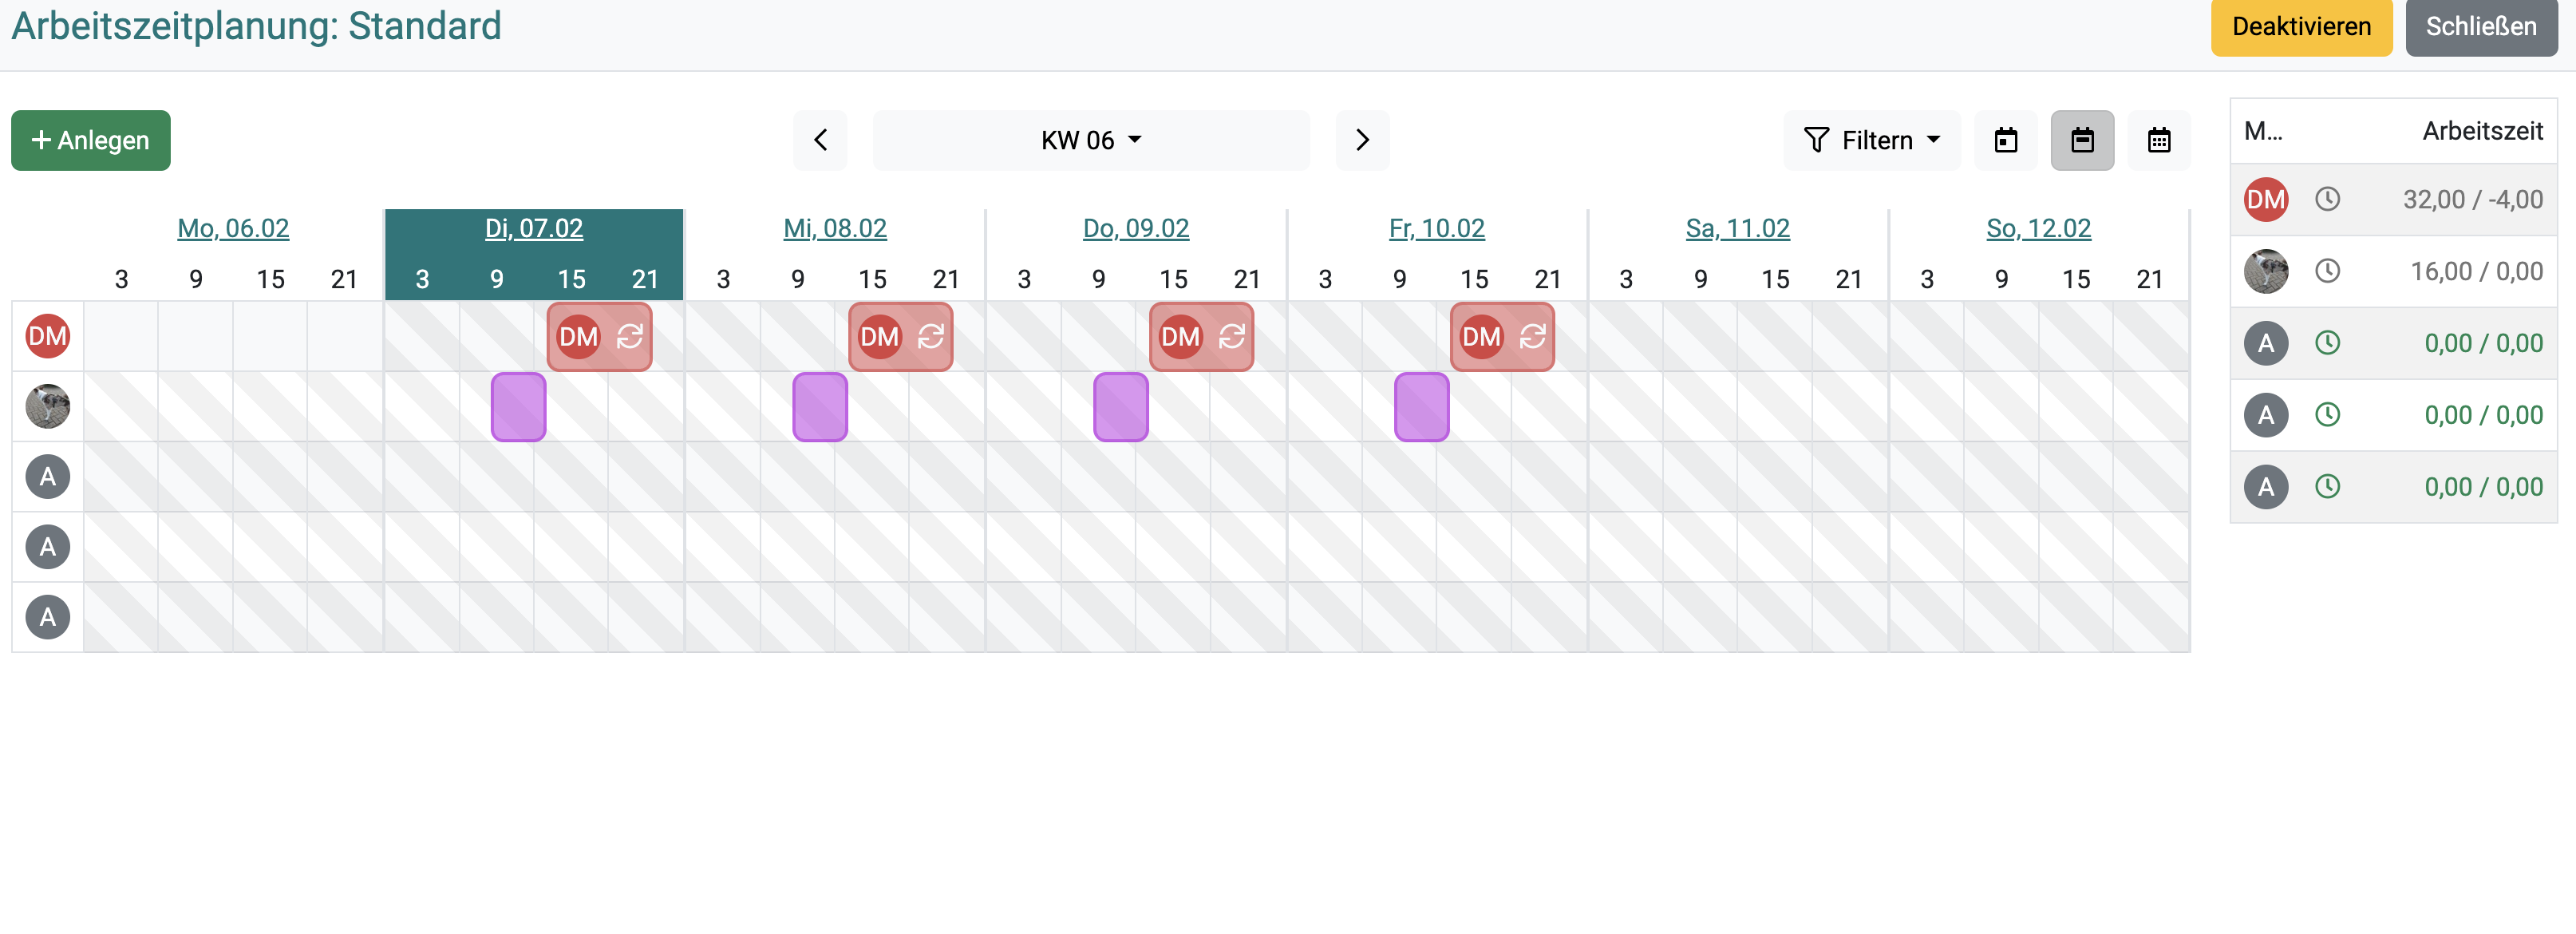 Arbeitszeitplanung: Standard
Deaktivieren
Schließen
+ Anlegen
KW 06
Filtern
M... Arbeitszeit
Mo, 06.02 Di, 07.02 Mi, 08.02 Do, 09.02 Fr, 10.02 Sa, 11.02 So, 12.02
3 9 15 21 3 9 15 21 3 9 15 21 3 9 15 21 3 9 15 21 3 9 15 21 3 9 15 21
DM DM DM DM DM
A
A
A
DM 32,00 / -4,00
16,00 / 0,00
A 0,00 / 0,00
A 0,00 / 0,00
A 0,00 / 0,00